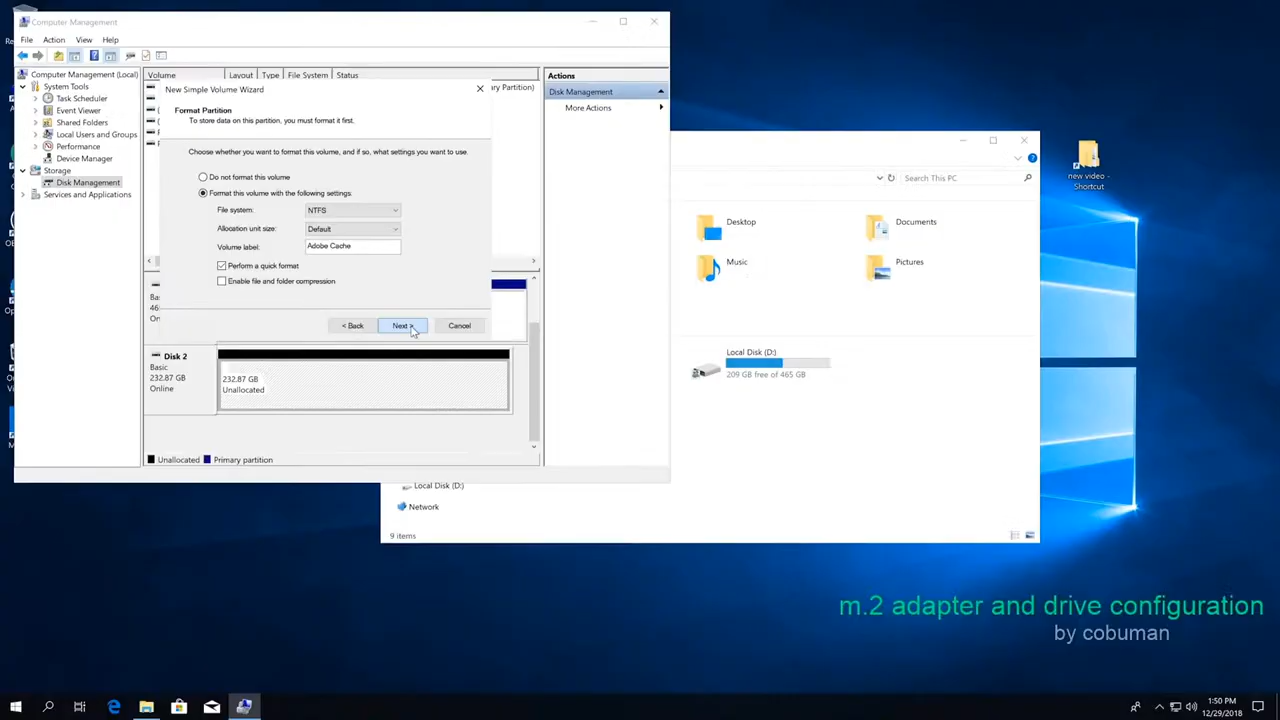 Computer Management
File Action View Help
Computer Management (Local)
System Tools
Task Scheduler
Event Viewer
Shared Folders
Local Users and Groups
Performance
Device Manager
Storage
Disk Management
Services and Applications
Volume Layout Type File System Status
ry Partition)
New Simple Volume Wizard
Format Partition
To store data on this partition, you must format it first.
Choose whether you want to format this volume, and if so, what settings you want to use.
Do not format this volume
Format this volume with the following settings:
File system: NTFS
Allocation unit size: Default
Volume label: Adobe Cache
Perform a quick format
Enable file and folder compression
< Back Next > Cancel
Bas
46
On
Disk 2
Basic
232.87 GB
Online
232.87 GB
Unallocated
Unallocated Primary partition
Actions
Disk Management
More Actions
Search This PC
Desktop
Documents
Music
Pictures
Local Disk (D:)
209 GB free of 465 GB
Local Disk (D:)
Network
9 items
new video -
Shortcut
m.2 adapter and drive configuration
by cobuman
1:50 PM
12/29/2018